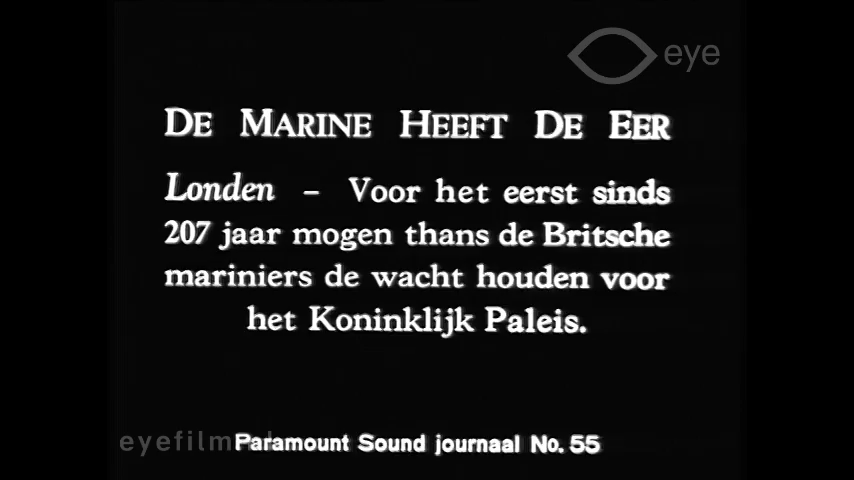 eye
DE MARINE HEEFT DE EER
Londen – Voor het eerst sinds
207 jaar mogen thans de Britsche
mariniers de wacht houden voor
het Koninklijk Paleis.
eyefilm
Paramount Sound journaal No. 55